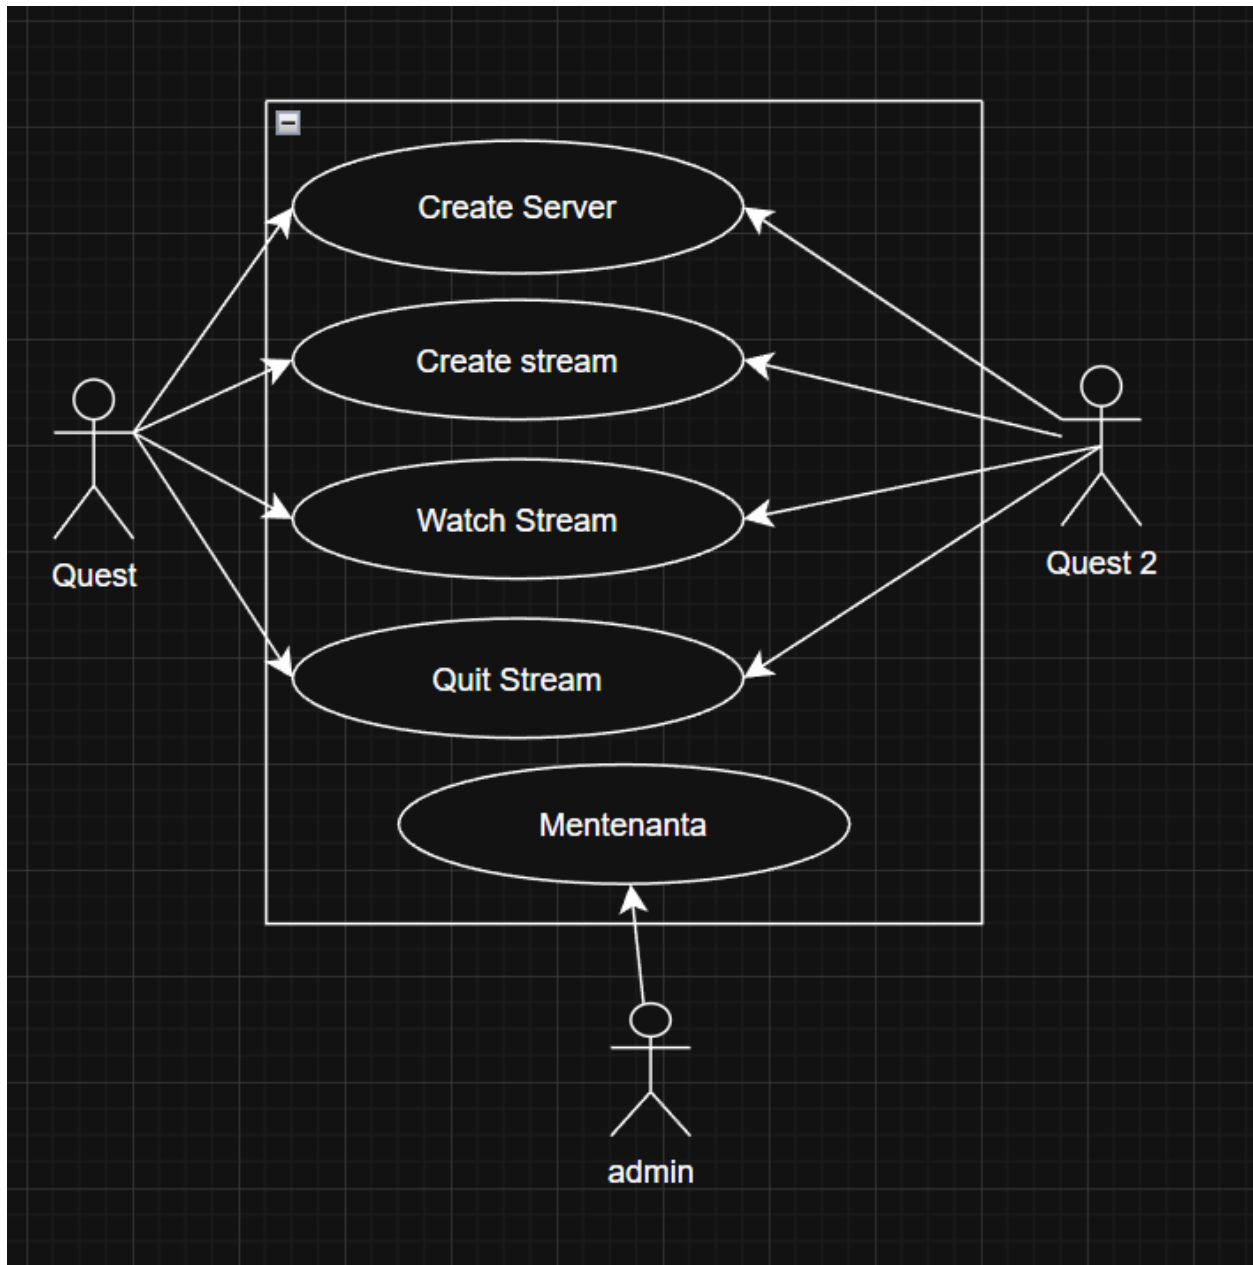 Create Server
Create stream
Watch Stream
Quest
Quest 2
Quit Stream
Mentenanta
admin